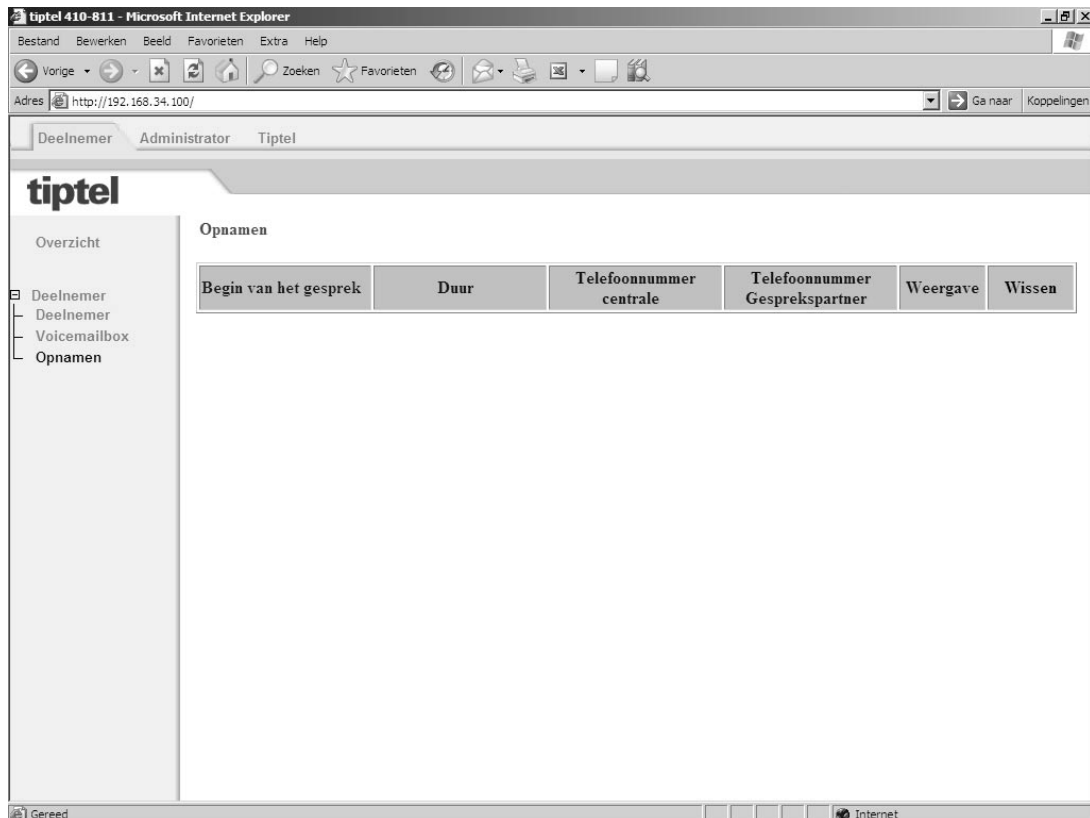 tiptel 410-811 - Microsoft Internet Explorer
Bestand Bewerken Beeld Favorieten Extra Help
Vorige Zoeken Favorieten
Adres http://192.168.34.100/ Ga naar Koppelingen
Deelnemer Administrator Tiptel
tiptel
Overzicht
Deelnemer
Deelnemer
Voicemailbox
Opnamen
Opnamen
Begin van het gesprek Duur Telefoonnummer centrale Telefoonnummer Gesprekspartner Weergave Wissen
Gereed Internet